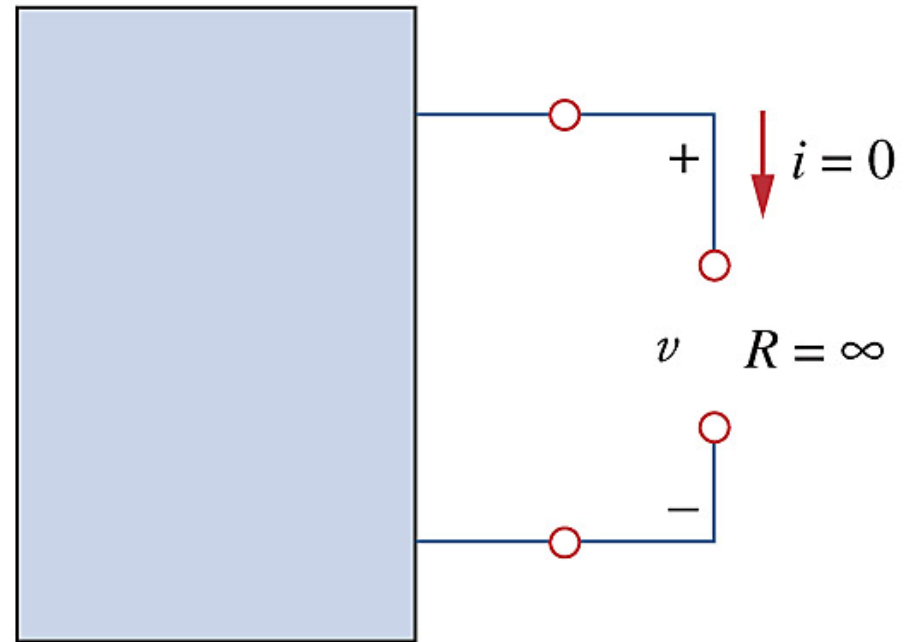 +
i = 0
v
R = ∞
−